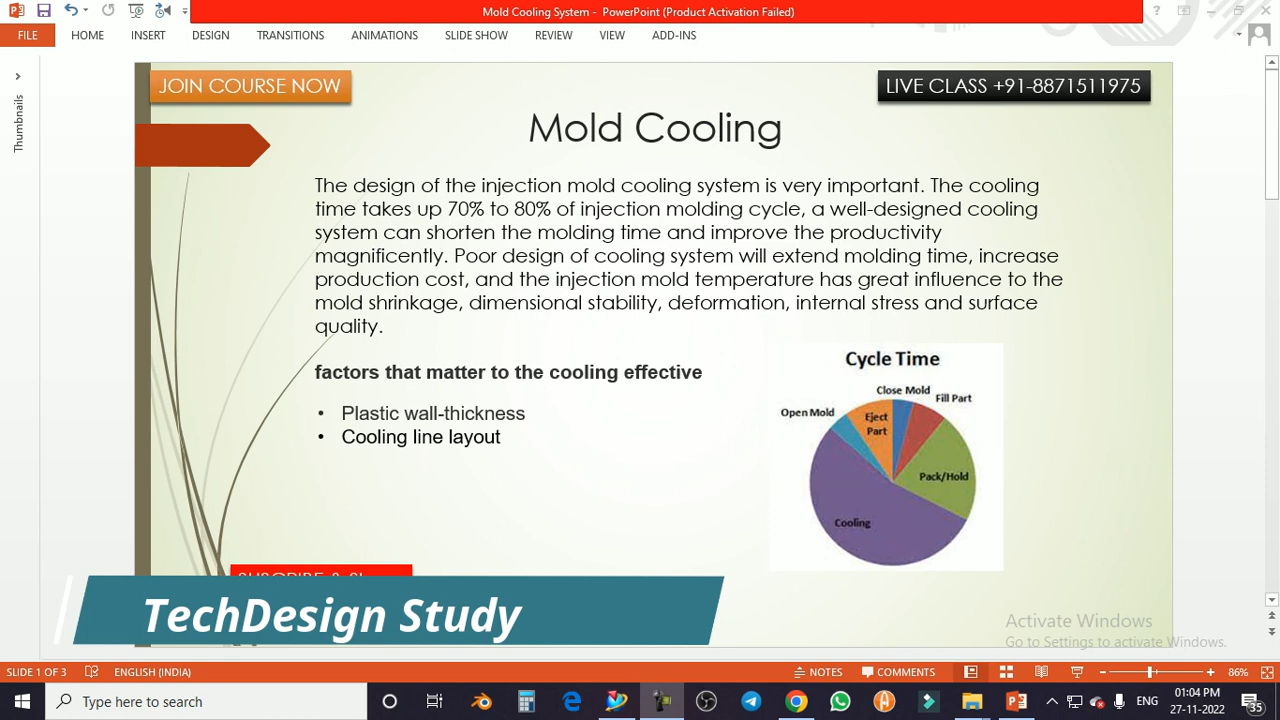 Mold Cooling System - PowerPoint (Product Activation Failed)
?
FILE HOME INSERT DESIGN TRANSITIONS ANIMATIONS SLIDE SHOW REVIEW VIEW ADD-INS
Thumbnails
JOIN COURSE NOW
LIVE CLASS +91-8871511975
Mold Cooling
The design of the injection mold cooling system is very important. The cooling
time takes up 70% to 80% of injection molding cycle, a well-designed cooling
system can shorten the molding time and improve the productivity
magnificently. Poor design of cooling system will extend molding time, increase
production cost, and the injection mold temperature has great influence to the
mold shrinkage, dimensional stability, deformation, internal stress and surface
quality.
factors that matter to the cooling effective
• Plastic wall-thickness
• Cooling line layout
Cycle Time
Close Mold
Fill Part
Open Mold
Eject
Part
Pack/Hold
Cooling
TechDesign Study
Activate Windows
Go to Settings to activate Windows.
SLIDE 1 OF 3 ENGLISH (INDIA) NOTES COMMENTS 86%
Type here to search
ENG
01:04 PM
27-11-2022
35